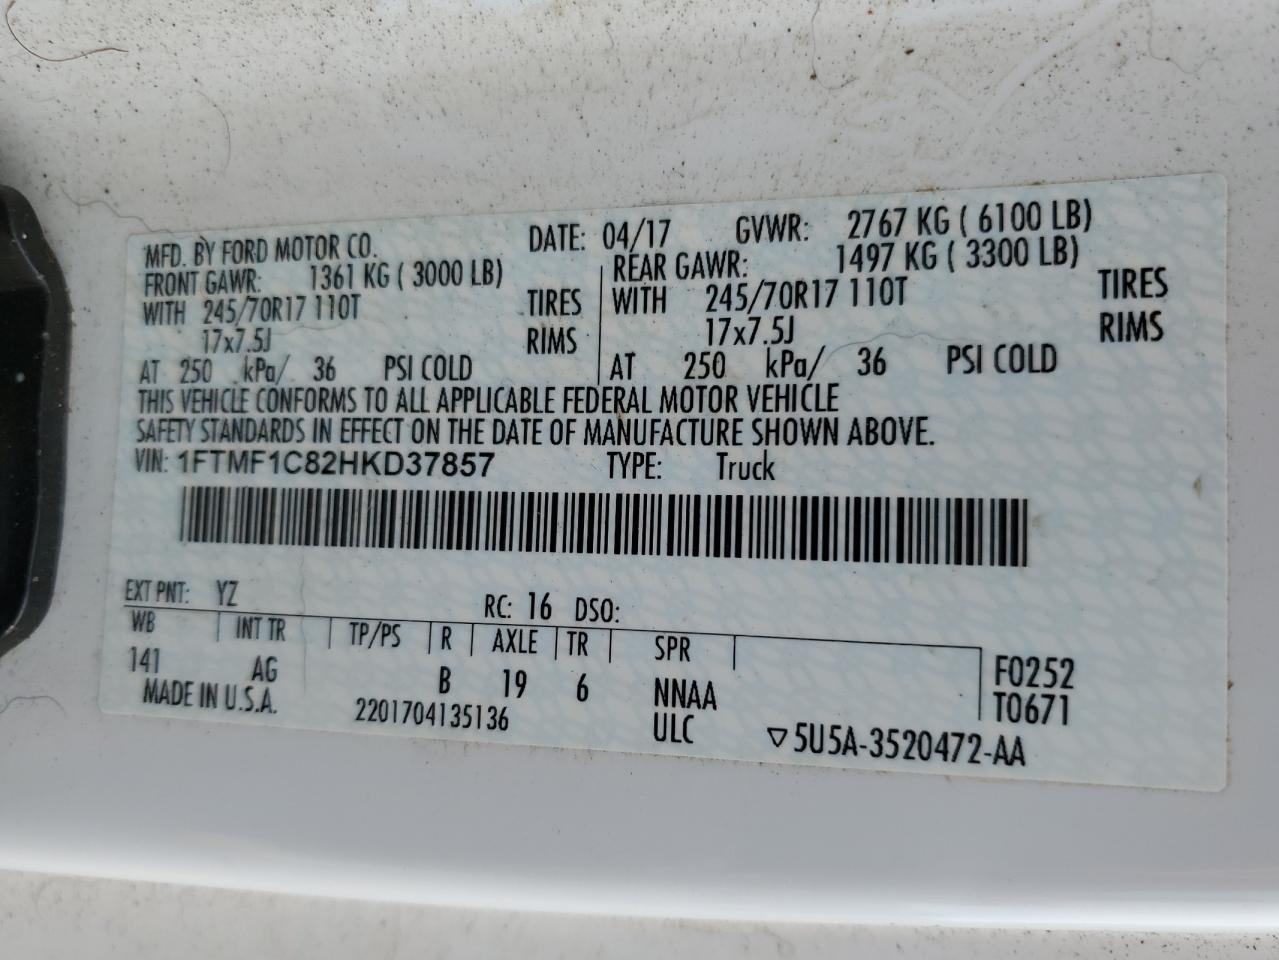 MFD. BY FORD MOTOR CO. DATE: 04/17 GVWR: 2767 KG ( 6100 LB)
FRONT GAWR: 1361 KG ( 3000 LB) REAR GAWR: 1497 KG ( 3300 LB)
WITH 245/70R17 110T TIRES WITH 245/70R17 110T TIRES
17x7.5J RIMS 17x7.5J RIMS
AT 250 kPa/ 36 PSI COLD AT 250 kPa/ 36 PSI COLD
THIS VEHICLE CONFORMS TO ALL APPLICABLE FEDERAL MOTOR VEHICLE
SAFETY STANDARDS IN EFFECT ON THE DATE OF MANUFACTURE SHOWN ABOVE.
VIN: 1FTMF1C82HKD37857 TYPE: Truck
EXT PNT: YZ RC: 16 DSO:
WB INT TR TP/PS R AXLE TR SPR
141 AG B 19 6 NNAA F0252
MADE IN U.S.A. 2201704135136 ULC T0671
▽5U5A-3520472-AA